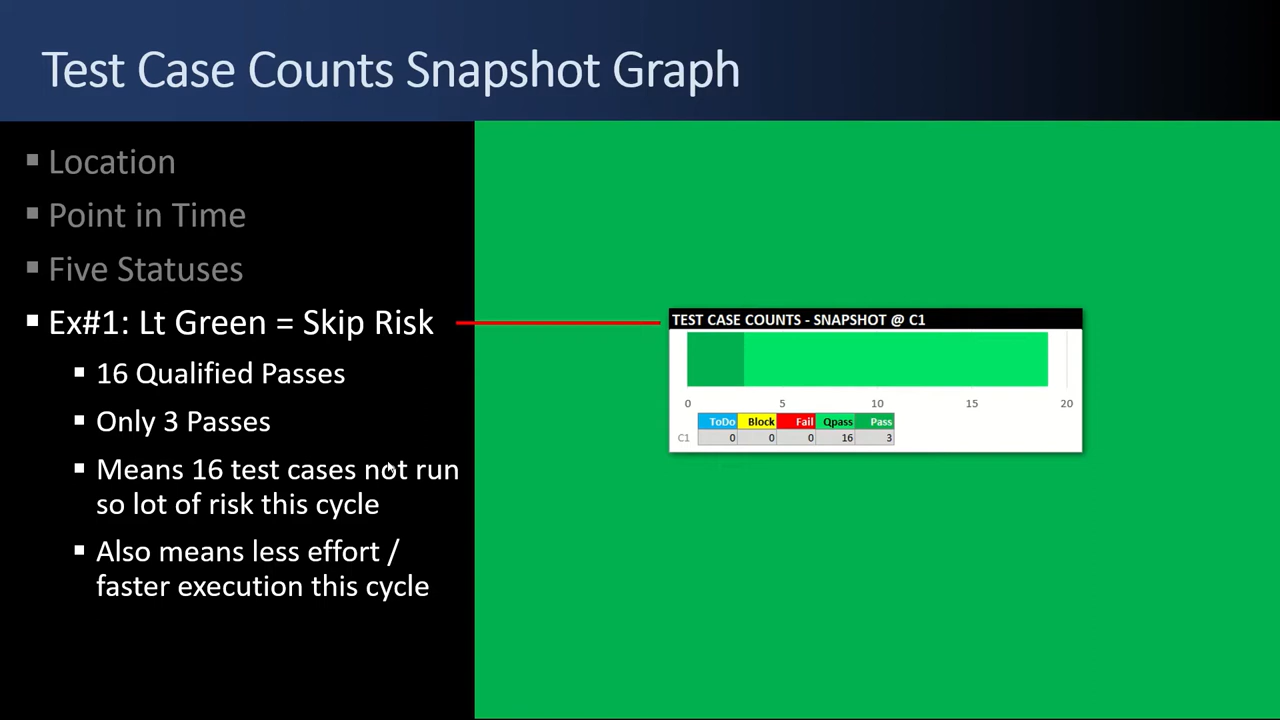 Test Case Counts Snapshot Graph
Location
Point in Time
Five Statuses
Ex#1: Lt Green = Skip Risk
16 Qualified Passes
Only 3 Passes
Means 16 test cases not run
so lot of risk this cycle
Also means less effort /
faster execution this cycle
TEST CASE COUNTS - SNAPSHOT @ C1
0 5 10 15 20
ToDo Block Fail Qpass Pass
C1 0 0 0 16 3